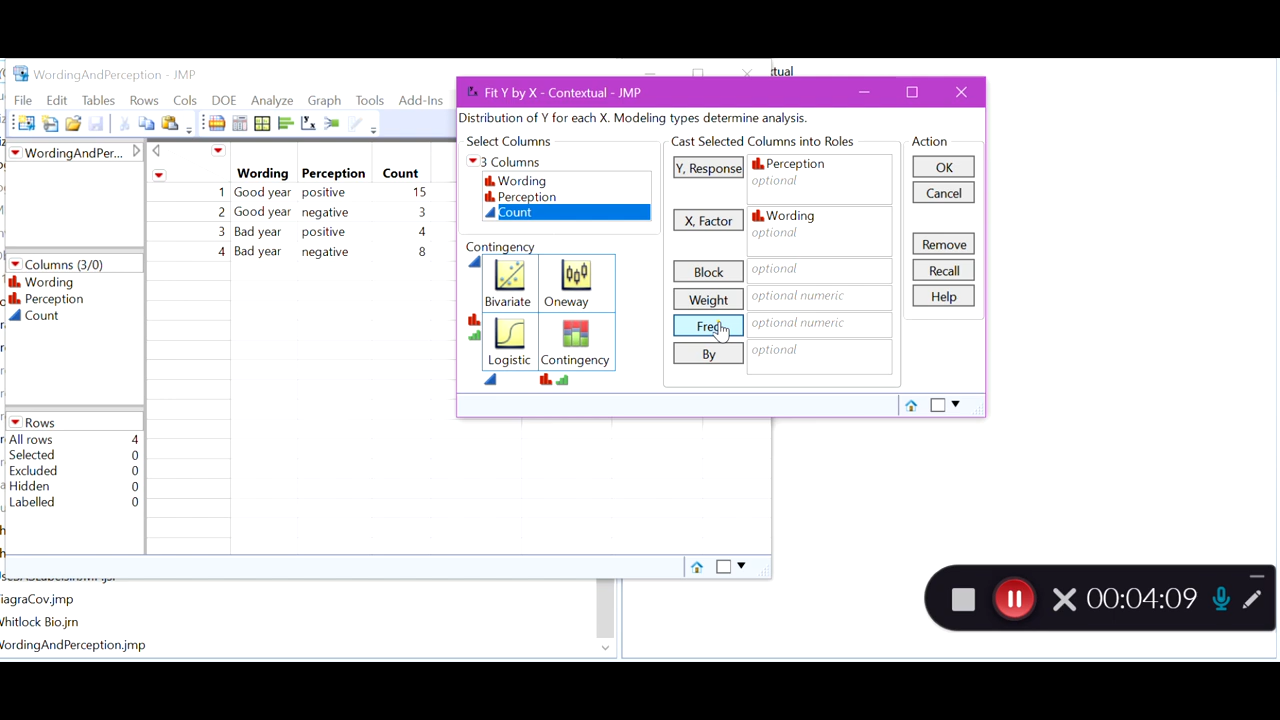 WordingAndPerception - JMP
File Edit Tables Rows Cols DOE Analyze Graph Tools Add-Ins
WordingAndPer...
Wording Perception Count
1 Good year positive 15
2 Good year negative 3
3 Bad year positive 4
4 Bad year negative 8
Columns (3/0)
Wording
Perception
Count
Rows
All rows 4
Selected 0
Excluded 0
Hidden 0
Labelled 0
iagraCov.jmp
Whitlock Bio.jrn
WordingAndPerception.jmp
tual
Fit Y by X - Contextual - JMP
Distribution of Y for each X. Modeling types determine analysis.
Select Columns
3 Columns
Wording
Perception
Count
Contingency
Bivariate Oneway
Logistic Contingency
Cast Selected Columns into Roles
Y, Response Perception
optional
X, Factor Wording
optional
Block optional
Weight optional numeric
Freq optional numeric
By optional
Action
OK
Cancel
Remove
Recall
Help
00:04:09